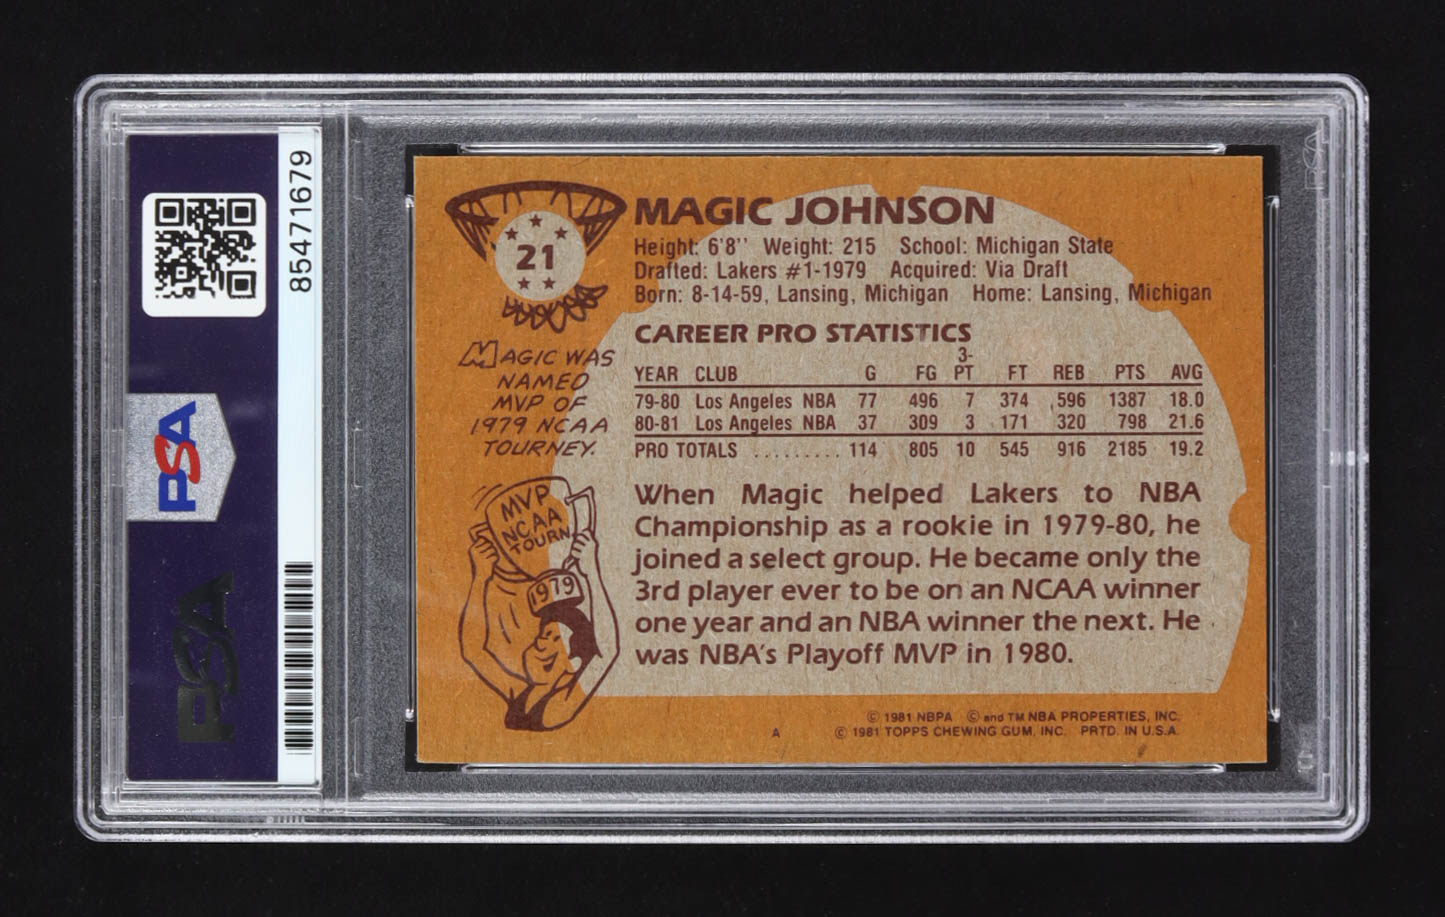 85471679
PSA
PSA
21
MAGIC JOHNSON
Height: 6'8'' Weight: 215 School: Michigan State
Drafted: Lakers #1-1979 Acquired: Via Draft
Born: 8-14-59, Lansing, Michigan Home: Lansing, Michigan
MAGIC WAS
NAMED
MVP OF
1979 NCAA
TOURNEY.
MVP
NCAA
TOURN.
1979
CAREER PRO STATISTICS
YEAR CLUB G FG 3-PT FT REB PTS AVG
79-80 Los Angeles NBA 77 496 7 374 596 1387 18.0
80-81 Los Angeles NBA 37 309 3 171 320 798 21.6
PRO TOTALS ......... 114 805 10 545 916 2185 19.2
When Magic helped Lakers to NBA
Championship as a rookie in 1979-80, he
joined a select group. He became only the
3rd player ever to be on an NCAA winner
one year and an NBA winner the next. He
was NBA's Playoff MVP in 1980.
© 1981 NBPA © and TM NBA PROPERTIES, INC.
A © 1981 TOPPS CHEWING GUM, INC. PRTD. IN U.S.A.
PSA